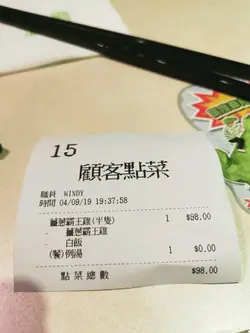 15
顧客點菜
職員 WINDY
時間 04/09/19 19:37:58
薑蔥霸王雞(半隻) 1 $98.00
- 薑蔥霸王雞
- 白飯
(餐)例湯 1 $0.00
點菜總數 $98.00